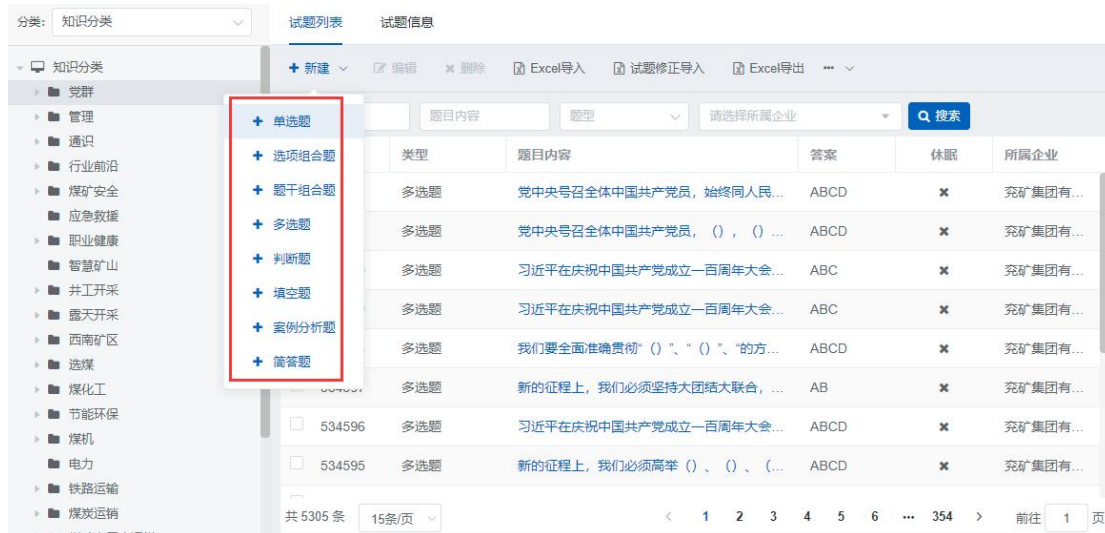 分类: 知识分类
试题列表 试题信息
知识分类
党群
管理
通识
行业前沿
煤矿安全
应急救援
职业健康
智慧矿山
井工开采
露天开采
西南矿区
选煤
煤化工
节能环保
煤机
电力
铁路运输
煤炭运销
+ 新建 编辑 删除 Excel导入 试题修正导入 Excel导出 •••
题目内容 题型 请选择所属企业 搜索
+ 单选题
+ 选项组合题
+ 题干组合题
+ 多选题
+ 判断题
+ 填空题
+ 案例分析题
+ 简答题
类型 题目内容 答案 休眠 所属企业
多选题 党中央号召全体中国共产党员，始终同人民... ABCD ✖ 兖矿集团有...
多选题 党中央号召全体中国共产党员，（），（）... ABCD ✖ 兖矿集团有...
多选题 习近平在庆祝中国共产党成立一百周年大会... ABC ✖ 兖矿集团有...
多选题 习近平在庆祝中国共产党成立一百周年大会... ABC ✖ 兖矿集团有...
多选题 我们要全面准确贯彻“（）”、“（）”、“的方... ABCD ✖ 兖矿集团有...
多选题 新的征程上，我们必须坚持大团结大联合，... AB ✖ 兖矿集团有...
534596 多选题 习近平在庆祝中国共产党成立一百周年大会... ABCD ✖ 兖矿集团有...
534595 多选题 新的征程上，我们必须高举（）、（）、（... ABCD ✖ 兖矿集团有...
共 5305 条 15条/页 < 1 2 3 4 5 6 ••• 354 > 前往 1 页